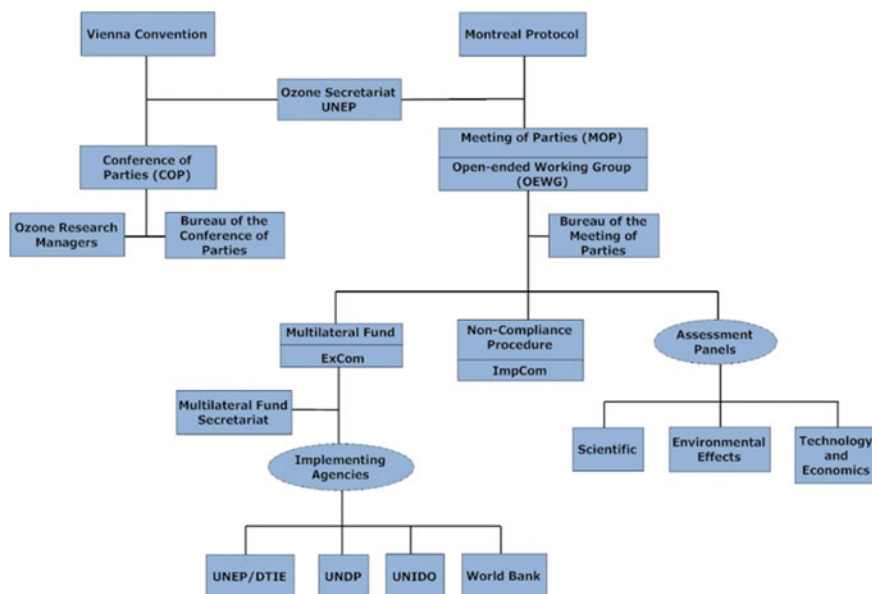 Vienna Convention
Montreal Protocol
Ozone Secretariat
UNEP
Meeting of Parties (MOP)
Open-ended Working Group
(OEWG)
Conference of
Parties (COP)
Ozone Research
Managers
Bureau of the
Conference of
Parties
Bureau of the
Meeting of
Parties
Multilateral Fund
ExCom
Non-Compliance
Procedure
ImpCom
Assessment
Panels
Multilateral Fund
Secretariat
Scientific
Environmental
Effects
Technology
and
Economics
Implementing
Agencies
UNEP/DTIE
UNDP
UNIDO
World Bank